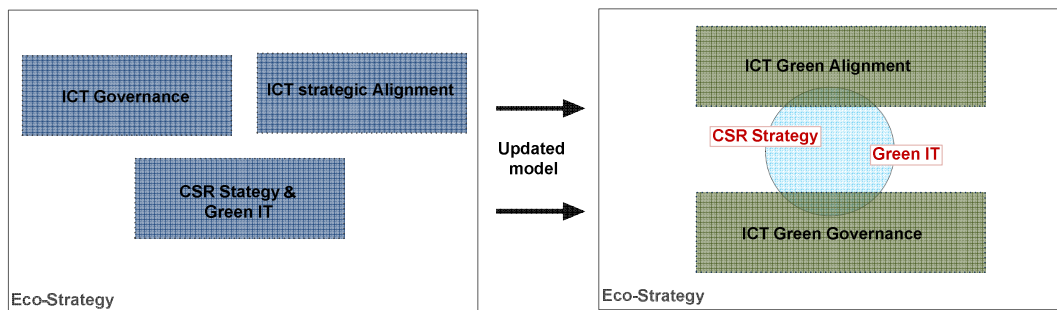 ICT Governance
ICT strategic Alignment
CSR Stategy &
Green IT
Eco-Strategy
Updated
model
ICT Green Alignment
CSR Strategy
Green IT
ICT Green Governance
Eco-Strategy